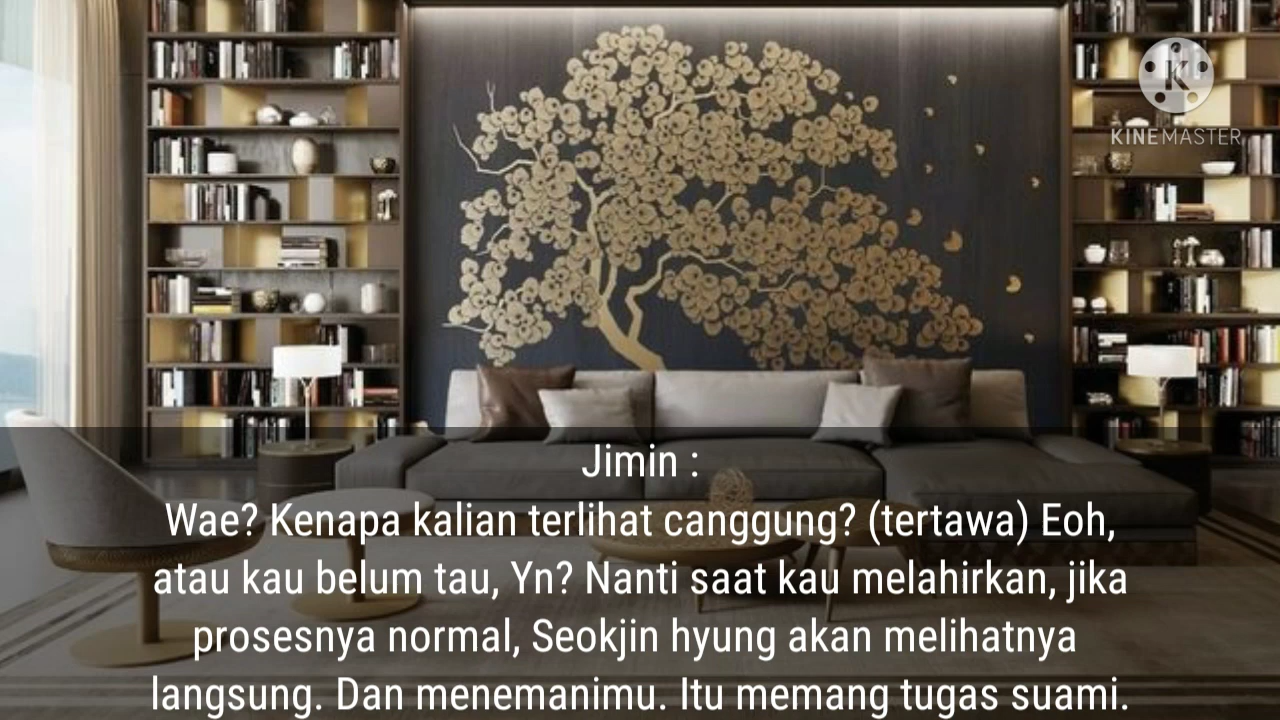 KINEMASTER
Jimin :
Wae? Kenapa kalian terlihat canggung? (tertawa) Eoh,
atau kau belum tau, Yn? Nanti saat kau melahirkan, jika
prosesnya normal, Seokjin hyung akan melihatnya
langsung. Dan menemanimu. Itu memang tugas suami.